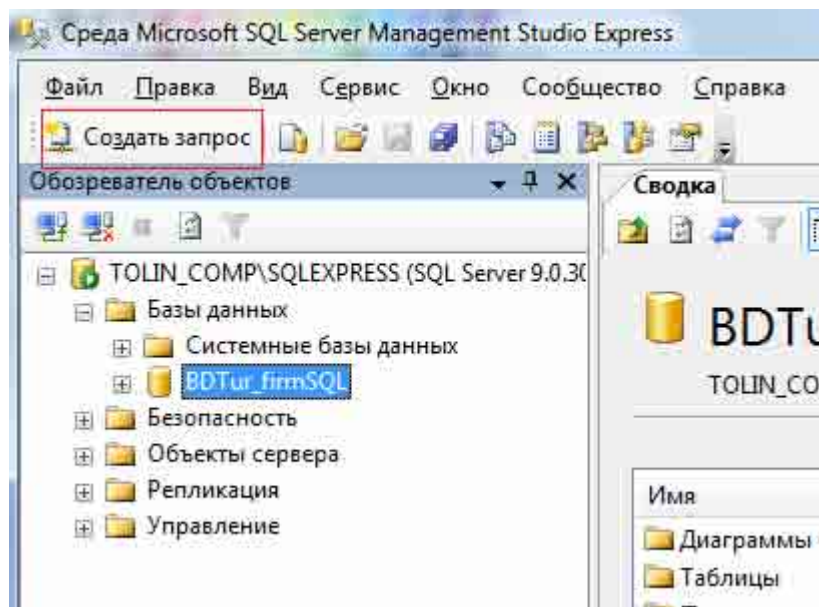 Среда Microsoft SQL Server Management Studio Express
Файл Правка Вид Сервис Окно Сообщество Справка
Создать запрос
Обозреватель объектов
Сводка
TOLIN_COMP\SQLEXPRESS (SQL Server 9.0.30
Базы данных
Системные базы данных
BDTur_firmSQL
Безопасность
Объекты сервера
Репликация
Управление
BDTu
TOLIN_CO
Имя
Диаграммы
Таблицы